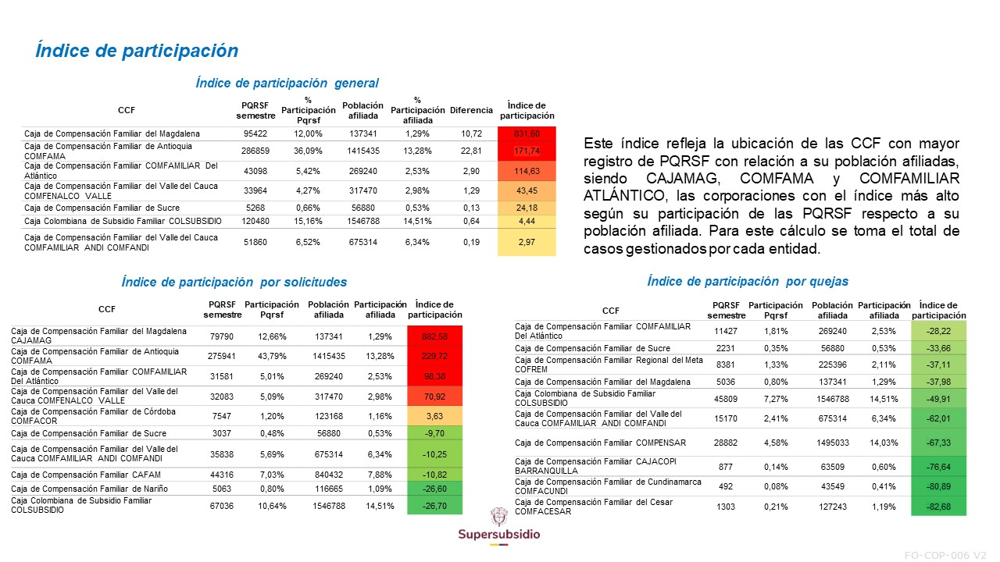 Índice de participación
Índice de participación general
CCF PQRSF semestre % Participación Pqrsf Población afiliada % Participación afiliada Diferencia Índice de participación
Caja de Compensación Familiar del Magdalena 95422 12,00% 137341 1,29% 10,72 831,60
Caja de Compensación Familiar de Antioquia COMFAMA 286859 36,09% 1415435 13,28% 22,81 171,74
Caja de Compensación Familiar COMFAMILIAR Del Atlántico 43098 5,42% 269240 2,53% 2,90 114,63
Caja de Compensación Familiar del Valle del Cauca COMFENALCO VALLE 33964 4,27% 317470 2,98% 1,29 43,45
Caja de Compensación Familiar de Sucre 5268 0,66% 56880 0,53% 0,13 24,18
Caja Colombiana de Subsidio Familiar COLSUBSIDIO 120480 15,16% 1546788 14,51% 0,64 4,44
Caja de Compensación Familiar del Valle del Cauca COMFAMILIAR ANDI COMFANDI 51860 6,52% 675314 6,34% 0,19 2,97
Este índice refleja la ubicación de las CCF con mayor
registro de PQRSF con relación a su población afiliadas,
siendo CAJAMAG, COMFAMA y COMFAMILIAR
ATLÁNTICO, las corporaciones con el índice más alto
según su participación de las PQRSF respecto a su
población afiliada. Para este cálculo se toma el total de
casos gestionados por cada entidad.
Índice de participación por solicitudes
CCF PQRSF semestre Participación Pqrsf Población afiliada Participación afiliada Índice de participación
Caja de Compensación Familiar del Magdalena CAJAMAG 79790 12,66% 137341 1,29% 882,58
Caja de Compensación Familiar de Antioquia COMFAMA 275941 43,79% 1415435 13,28% 229,72
Caja de Compensación Familiar COMFAMILIAR Del Atlántico 31581 5,01% 269240 2,53% 98,38
Caja de Compensación Familiar del Valle del Cauca COMFENALCO VALLE 32083 5,09% 317470 2,98% 70,92
Caja de Compensación Familiar de Córdoba COMFACOR 7547 1,20% 123168 1,16% 3,63
Caja de Compensación Familiar de Sucre 3037 0,48% 56880 0,53% -9,70
Caja de Compensación Familiar del Valle del Cauca COMFAMILIAR ANDI COMFANDI 35838 5,69% 675314 6,34% -10,25
Caja de Compensación Familiar CAFAM 44316 7,03% 840432 7,88% -10,82
Caja de Compensación Familiar de Nariño 5063 0,80% 116665 1,09% -26,60
Caja Colombiana de Subsidio Familiar COLSUBSIDIO 67036 10,64% 1546788 14,51% -26,70
Índice de participación por quejas
CCF PQRSF semestre Participación Pqrsf Población afiliada Participación afiliada Índice de participación
Caja de Compensación Familiar COMFAMILIAR Del Atlántico 11427 1,81% 269240 2,53% -28,22
Caja de Compensación Familiar de Sucre 2231 0,35% 56880 0,53% -33,66
Caja de Compensación Familiar Regional del Meta COFREM 8381 1,33% 225396 2,11% -37,11
Caja de Compensación Familiar del Magdalena 5036 0,80% 137341 1,29% -37,98
Caja Colombiana de Subsidio Familiar COLSUBSIDIO 45809 7,27% 1546788 14,51% -49,91
Caja de Compensación Familiar del Valle del Cauca COMFAMILIAR ANDI COMFANDI 15170 2,41% 675314 6,34% -62,01
Caja de Compensación Familiar COMPENSAR 28882 4,58% 1495033 14,03% -67,33
Caja de Compensación Familiar CAJACOPI BARRANQUILLA 877 0,14% 63509 0,60% -76,64
Caja de Compensación Familiar de Cundinamarca COMFACUNDI 492 0,08% 43549 0,41% -80,89
Caja de Compensación Familiar del Cesar COMFACESAR 1303 0,21% 127243 1,19% -82,68
Supersubsidio
FO-COP-006 V2